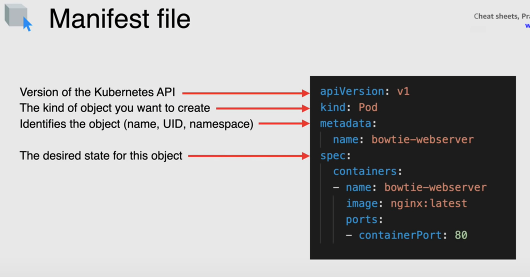 Manifest file
Cheat sheets,
Version of the Kubernetes API
The kind of object you want to create
Identifies the object (name, UID, namespace)
The desired state for this object
apiVersion: v1
kind: Pod
metadata:
  name: bowtie-webserver
spec:
  containers:
  - name: bowtie-webserver
    image: nginx:latest
    ports:
    - containerPort: 80